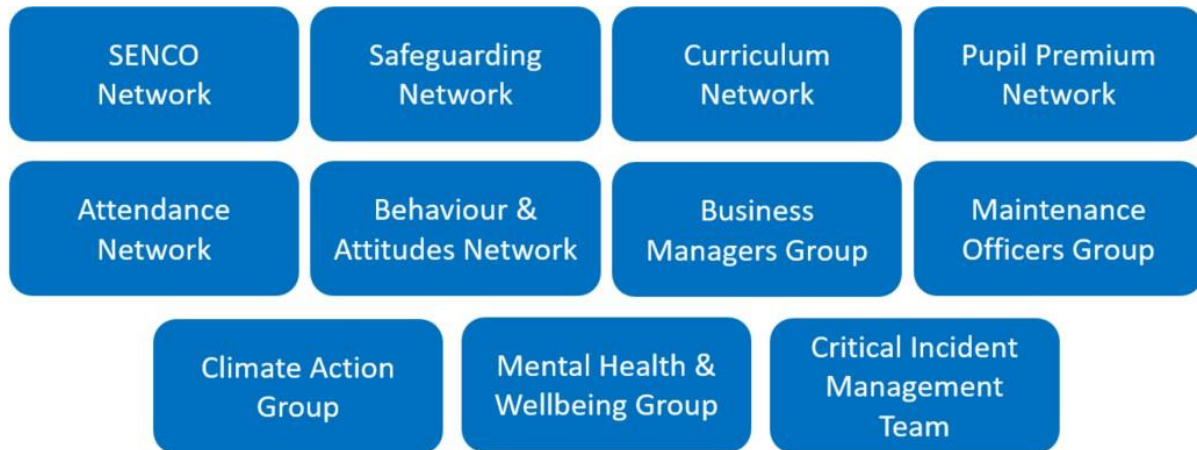 SENCO
Network
Safeguarding
Network
Curriculum
Network
Pupil Premium
Network
Attendance
Network
Behaviour &
Attitudes Network
Business
Managers Group
Maintenance
Officers Group
Climate Action
Group
Mental Health &
Wellbeing Group
Critical Incident
Management
Team